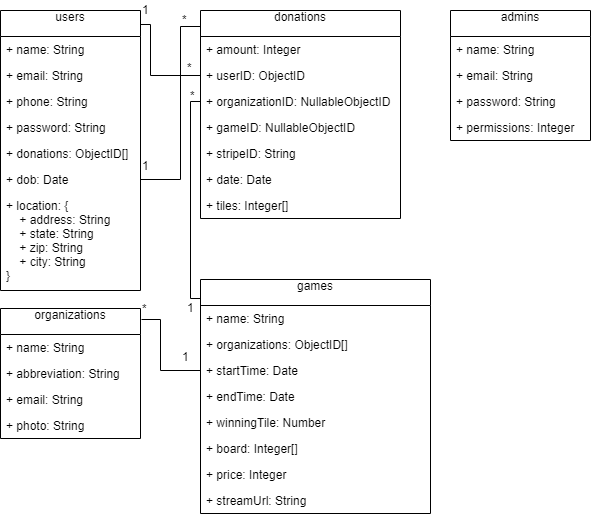 users
+ name: String
+ email: String
+ phone: String
+ password: String
+ donations: ObjectID[]
+ dob: Date
+ location: {
+ address: String
+ state: String
+ zip: String
+ city: String
}
1
*
*
*
1
donations
+ amount: Integer
+ userID: ObjectID
+ organizationID: NullableObjectID
+ gameID: NullableObjectID
+ stripeID: String
+ date: Date
+ tiles: Integer[]
admins
+ name: String
+ email: String
+ password: String
+ permissions: Integer
organizations
+ name: String
+ abbreviation: String
+ email: String
+ photo: String
*
1
1
games
+ name: String
+ organizations: ObjectID[]
+ startTime: Date
+ endTime: Date
+ winningTile: Number
+ board: Integer[]
+ price: Integer
+ streamUrl: String